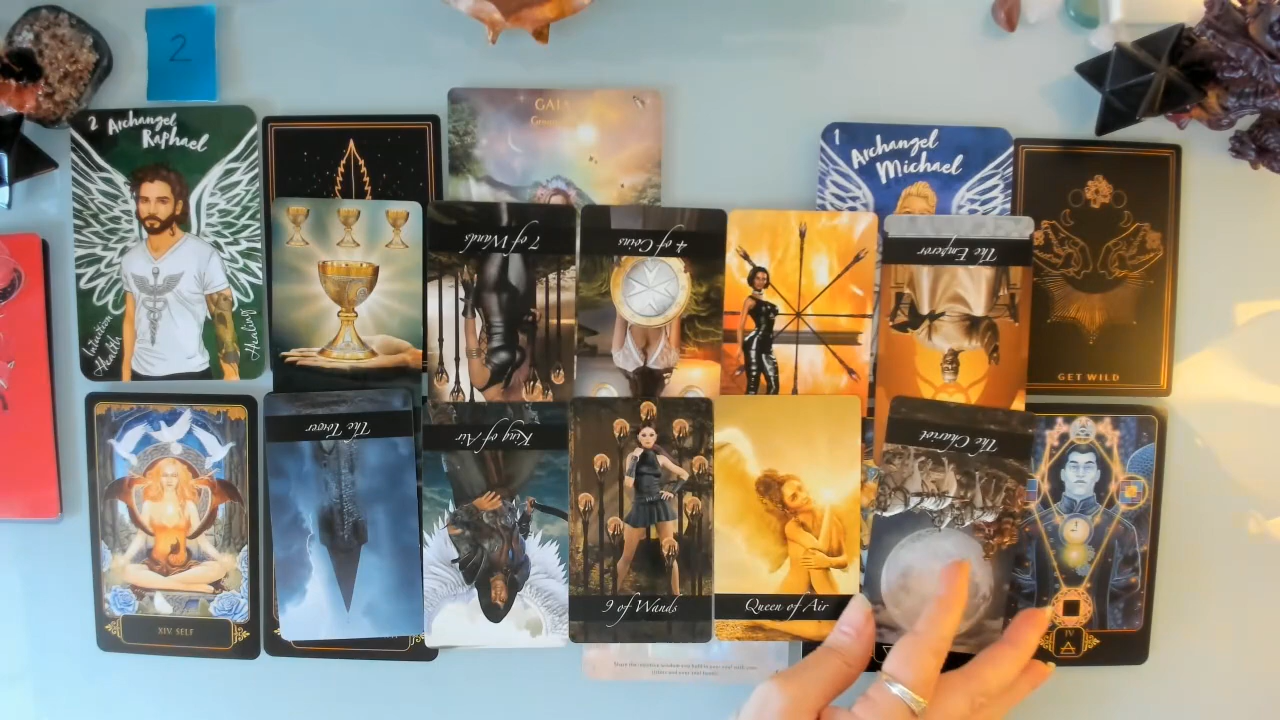 2
2 Archangel
Raphael
Intuition
Health
Healing
GAIA
1
Archangel
Michael
7 of Wands
4 of Coins
The Emperor
GET WILD
The Tower
King of Air
The Chariot
XIV SELF
9 of Wands
Queen of Air
IV